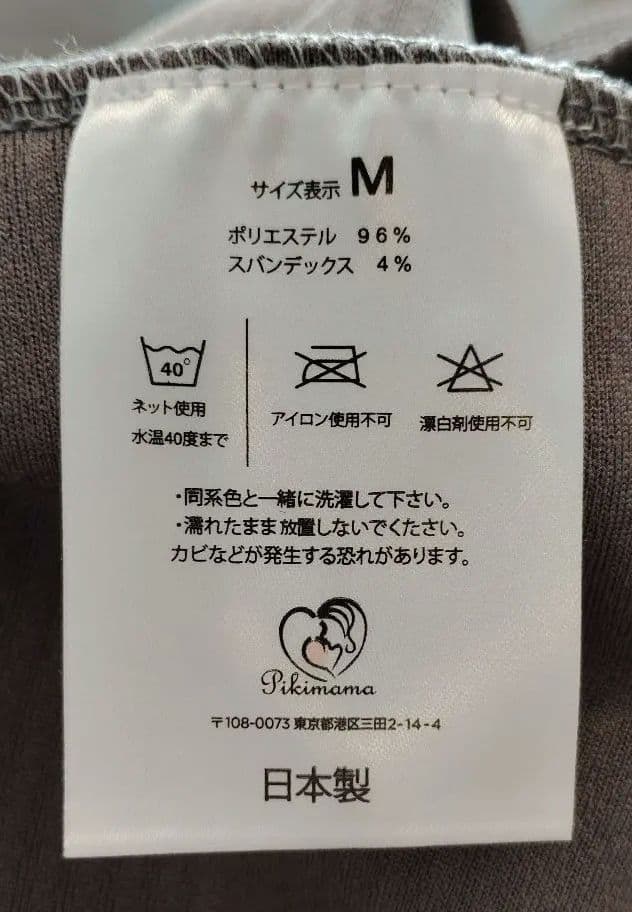 サイズ表示 M
ポリエステル 96%
スバンデックス 4%
40°
ネット使用
水温40度まで
アイロン使用不可
漂白剤使用不可
・同系色と一緒に洗濯して下さい。
・濡れたまま放置しないでください。
カビなどが発生する恐れがあります。
Pikimama
〒108-0073 東京都港区三田2-14-4
日本製